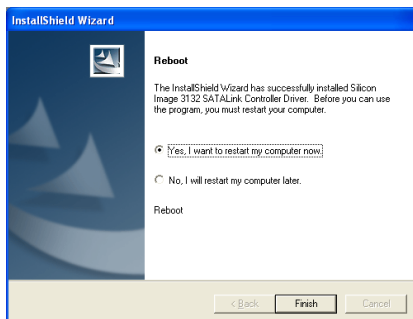 InstallShield Wizard
Reboot
The InstallShield Wizard has successfully installed Silicon
Image 3132 SATALink Controller Driver. Before you can use
the program, you must restart your computer.
Yes, I want to restart my computer now.
No, I will restart my computer later.
Reboot
< Back Finish Cancel